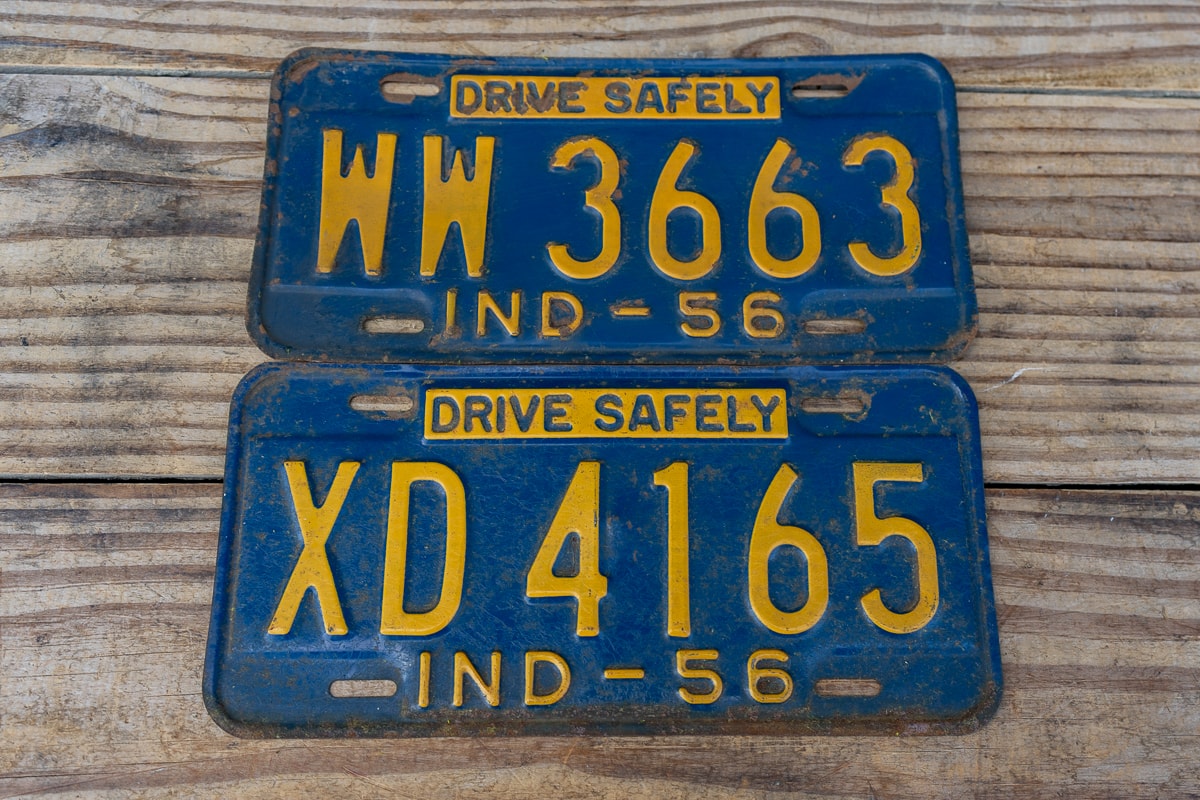 DRIVE SAFELY
WW 3663
IND - 56
DRIVE SAFELY
XD 4165
IND - 56